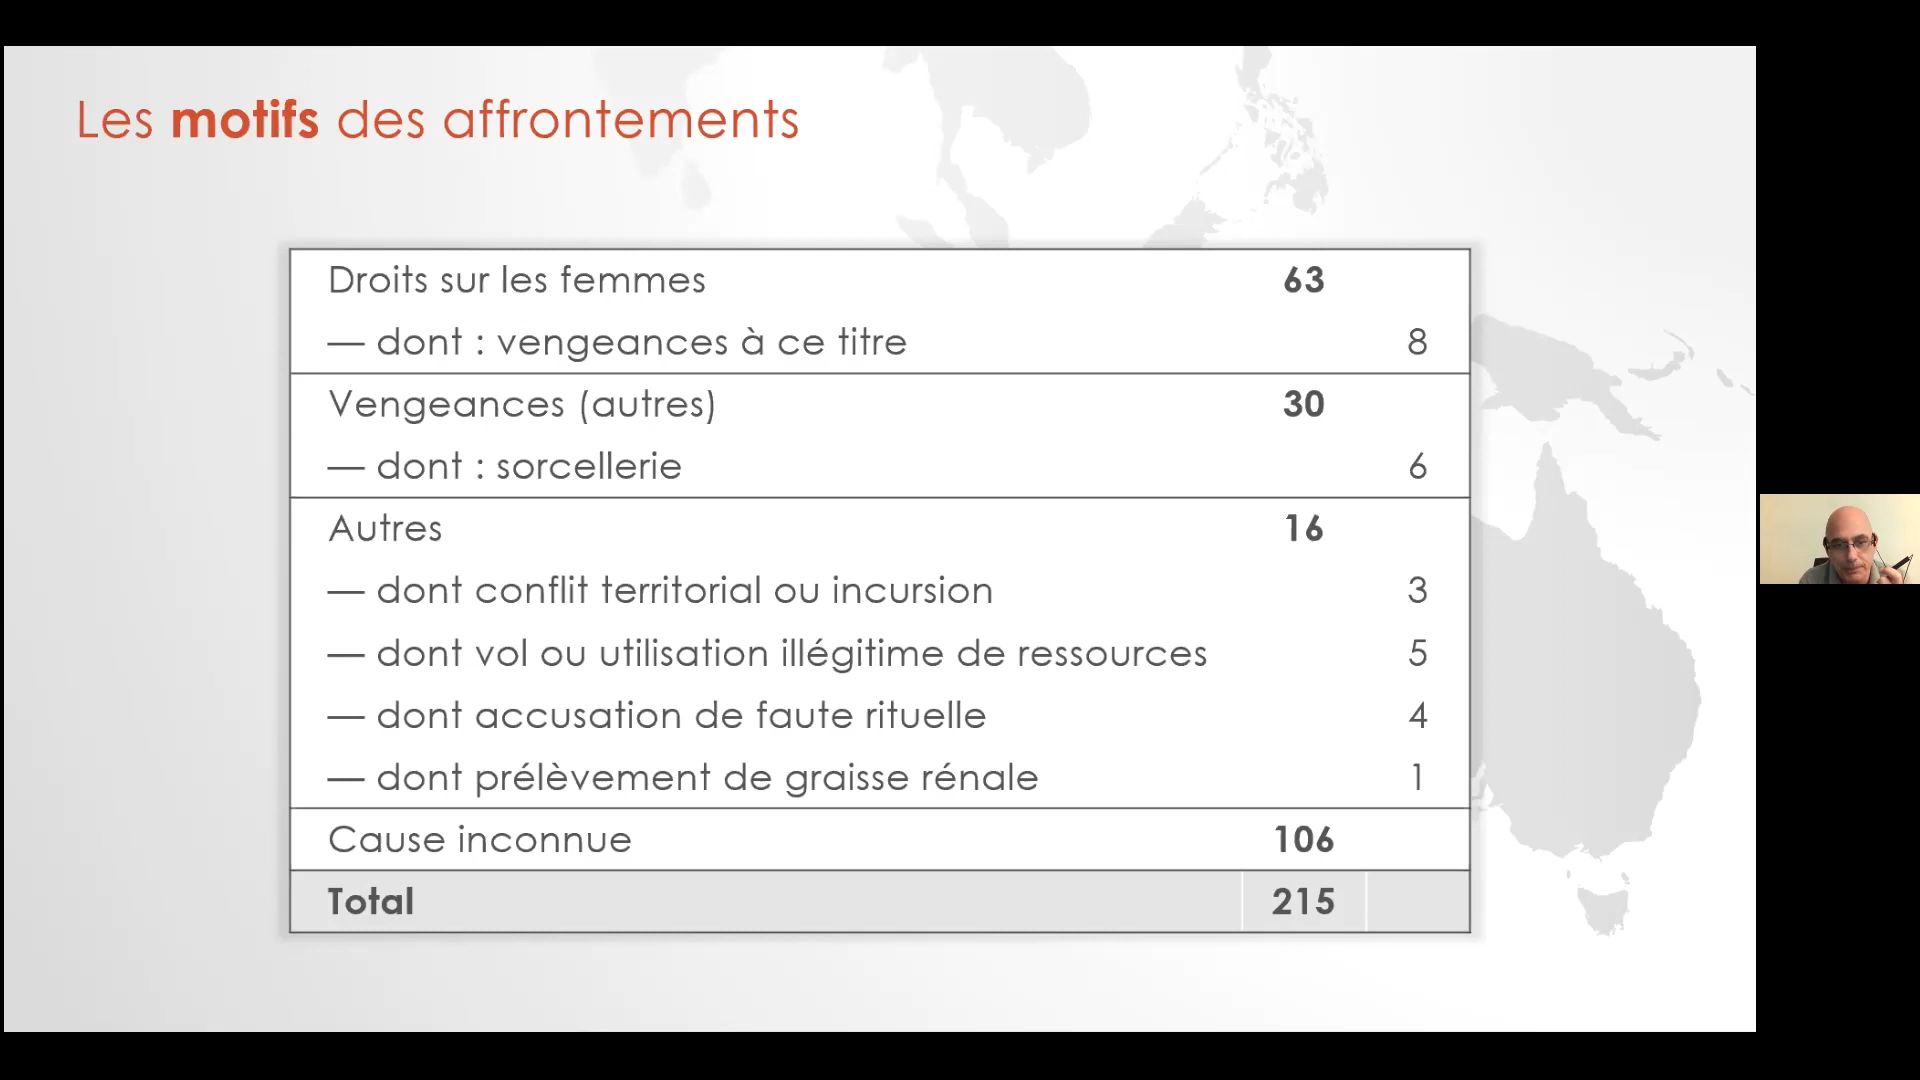 Les motifs des affrontements
Droits sur les femmes 63
— dont : vengeances à ce titre 8
Vengeances (autres) 30
— dont : sorcellerie 6
Autres 16
— dont conflit territorial ou incursion 3
— dont vol ou utilisation illégitime de ressources 5
— dont accusation de faute rituelle 4
— dont prélèvement de graisse rénale 1
Cause inconnue 106
Total 215